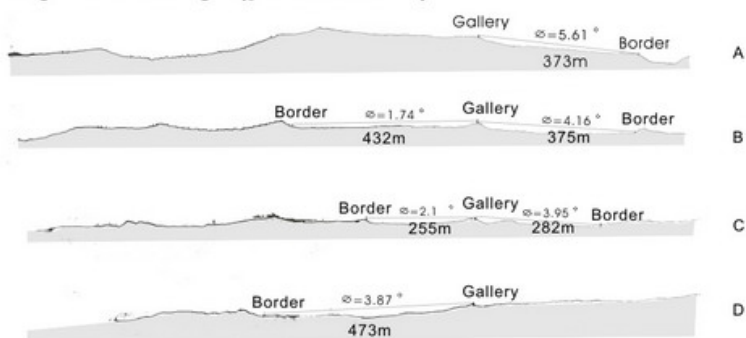 Gallery
⌀=5.61 °
Border
373m
A
Border
⌀=1.74 °
Gallery
⌀=4.16 °
Border
432m
375m
B
Border
⌀=2.1 °
Gallery
⌀=3.95 °
Border
255m
282m
C
Border
⌀=3.87 °
Gallery
473m
D